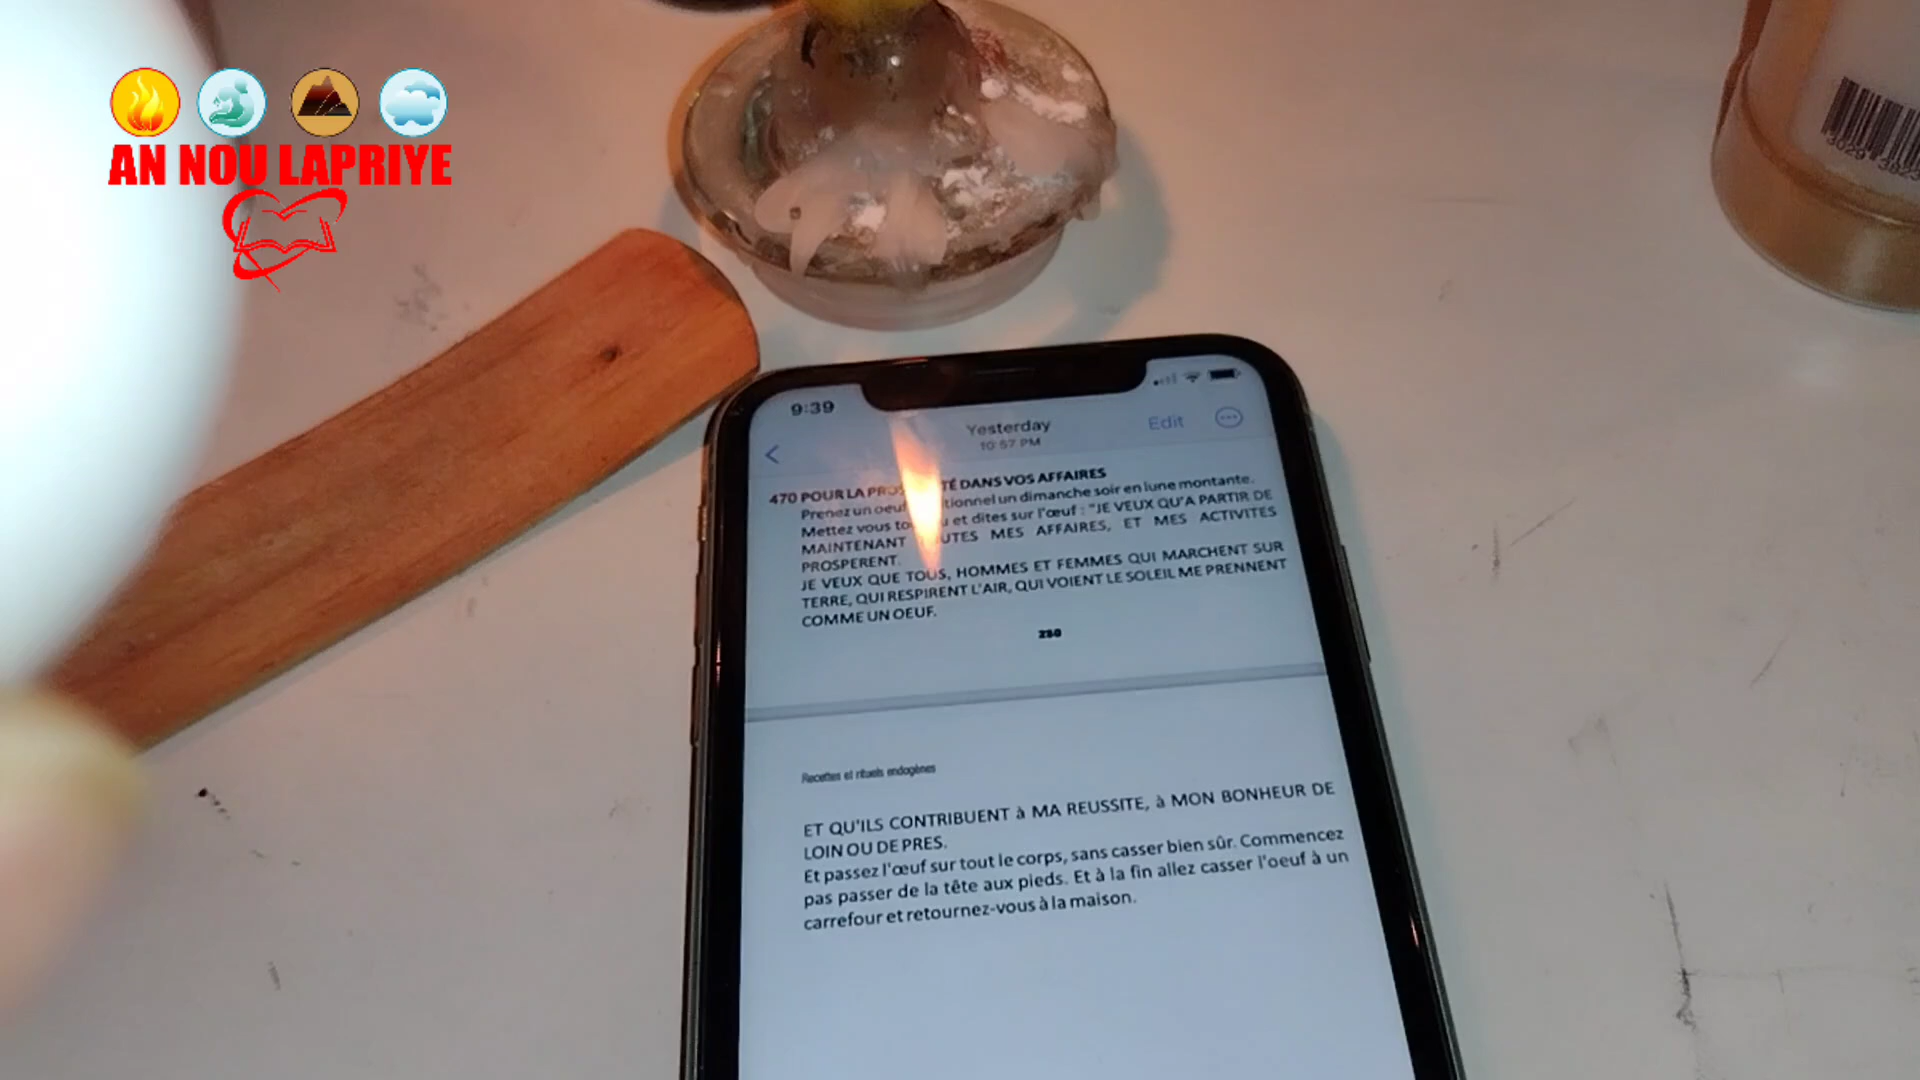 AN NOU LAPRIYE
3029
9:39
Yesterday
10:57 PM
Edit
470 POUR LA TÉ DANS VOS AFFAIRES
Prenez un oeuf tionnel un dimanche soir en lune montante.
Mettez vous et dites sur l'œuf : "JE VEUX QU'A PARTIR DE
MAINTENANT MES AFFAIRES, ET MES ACTIVITES
PROSPERENT.
JE VEUX QUE TOUS, HOMMES ET FEMMES QUI MARCHENT SUR
TERRE, QUI RESPIRENT L'AIR, QUI VOIENT LE SOLEIL ME PRENNENT
COMME UN OEUF.
280
Recettes et rituels endogènes
ET QU'ILS CONTRIBUENT à MA REUSSITE, à MON BONHEUR DE
LOIN OU DE PRES.
Et passez l'œuf sur tout le corps, sans casser bien sûr. Commencez
pas passer de la tête aux pieds. Et à la fin allez casser l'oeuf à un
carrefour et retournez-vous à la maison.